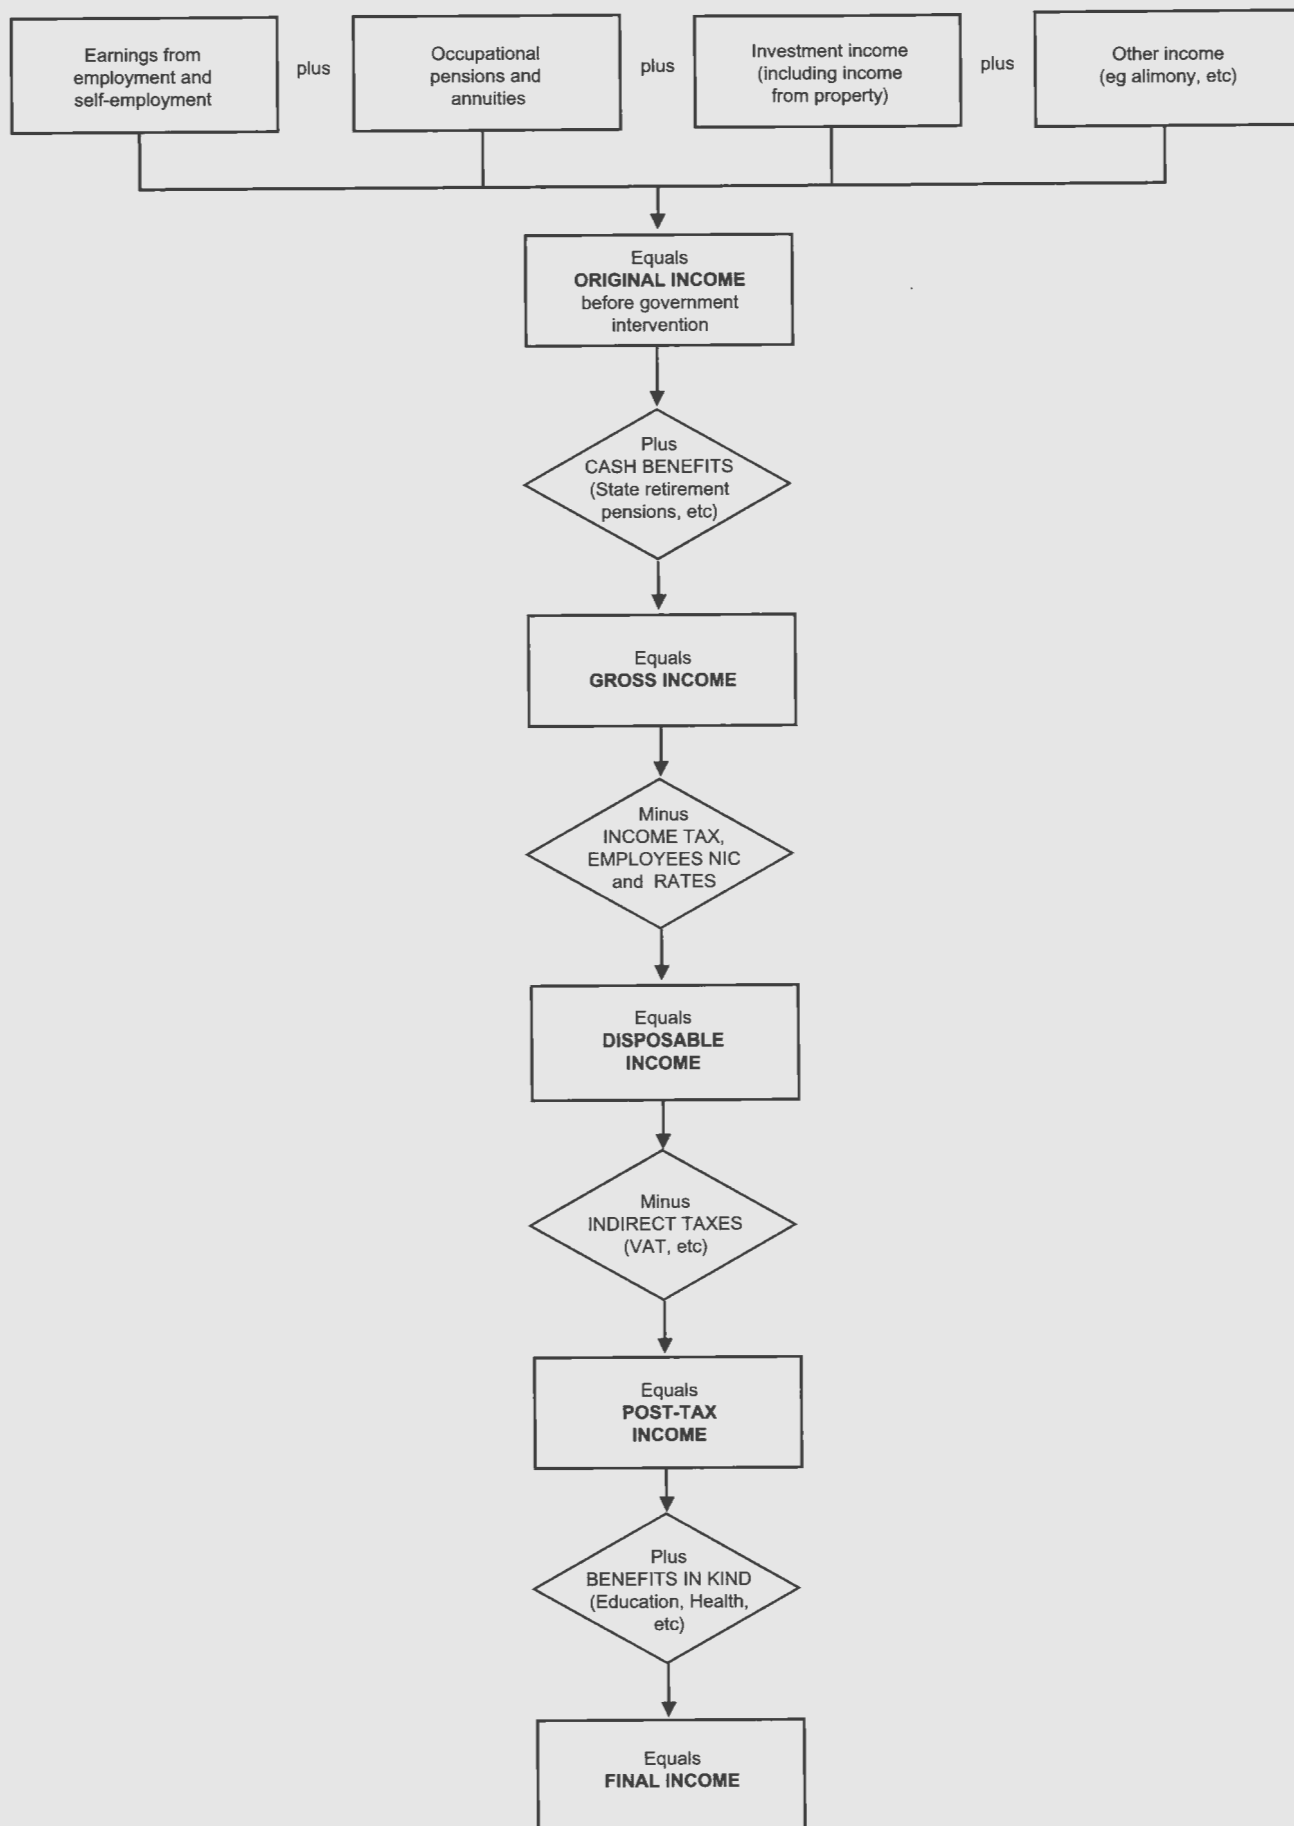 Earnings from
employment and
self-employment
plus
Occupational
pensions and
annuities
plus
Investment income
(including income
from property)
plus
Other income
(eg alimony, etc)
Equals
ORIGINAL INCOME
before government
intervention
Plus
CASH BENEFITS
(State retirement
pensions, etc)
Equals
GROSS INCOME
Minus
INCOME TAX,
EMPLOYEES NIC
and RATES
Equals
DISPOSABLE
INCOME
Minus
INDIRECT TAXES
(VAT, etc)
Equals
POST-TAX
INCOME
Plus
BENEFITS IN KIND
(Education, Health,
etc)
Equals
FINAL INCOME